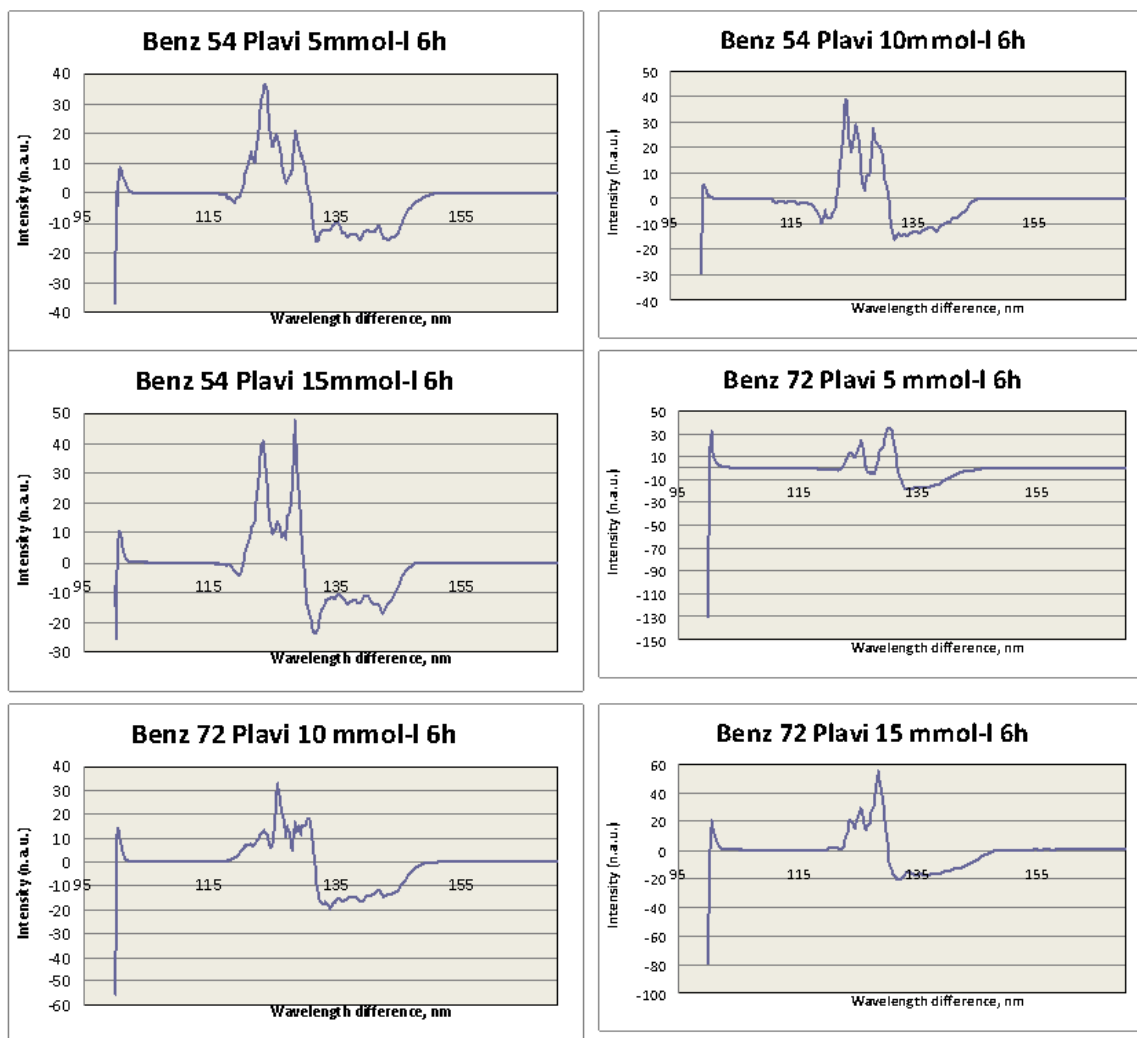 Benz 54 Plavi 5mmol-l 6h
Intensity (n.a.u.)
40
30
20
10
0
-10
-20
-30
-40
95 115 135 155
Wavelength difference, nm
Benz 54 Plavi 10mmol-l 6h
Intensity (n.a.u.)
50
40
30
20
10
0
-10
-20
-30
-40
95 115 135 155
Wavelength difference, nm
Benz 54 Plavi 15mmol-l 6h
Intensity (n.a.u.)
50
40
30
20
10
0
-10
-20
-30
95 115 135 155
Wavelength difference, nm
Benz 72 Plavi 5 mmol-l 6h
Intensity (n.a.u.)
50
30
10
-10
-30
-50
-70
-90
-110
-130
-150
95 115 135 155
Wavelength difference, nm
Benz 72 Plavi 10 mmol-l 6h
Intensity (n.a.u.)
40
30
20
10
0
-10
-20
-30
-40
-50
-60
95 115 135 155
Wavelength difference, nm
Benz 72 Plavi 15 mmol-l 6h
Intensity (n.a.u.)
60
40
20
0
-20
-40
-60
-80
-100
95 115 135 155
Wavelength difference, nm